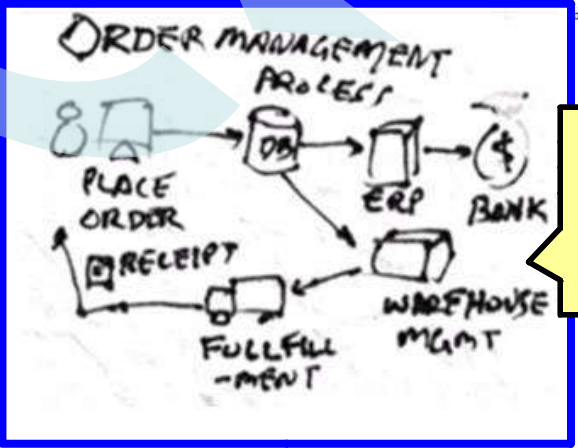 ORDER MANAGEMENT
PROCESS
DB
$
PLACE
ORDER
ERP
BANK
RECEIPT
WAREHOUSE
MGMT
FULLFILL
-MENT